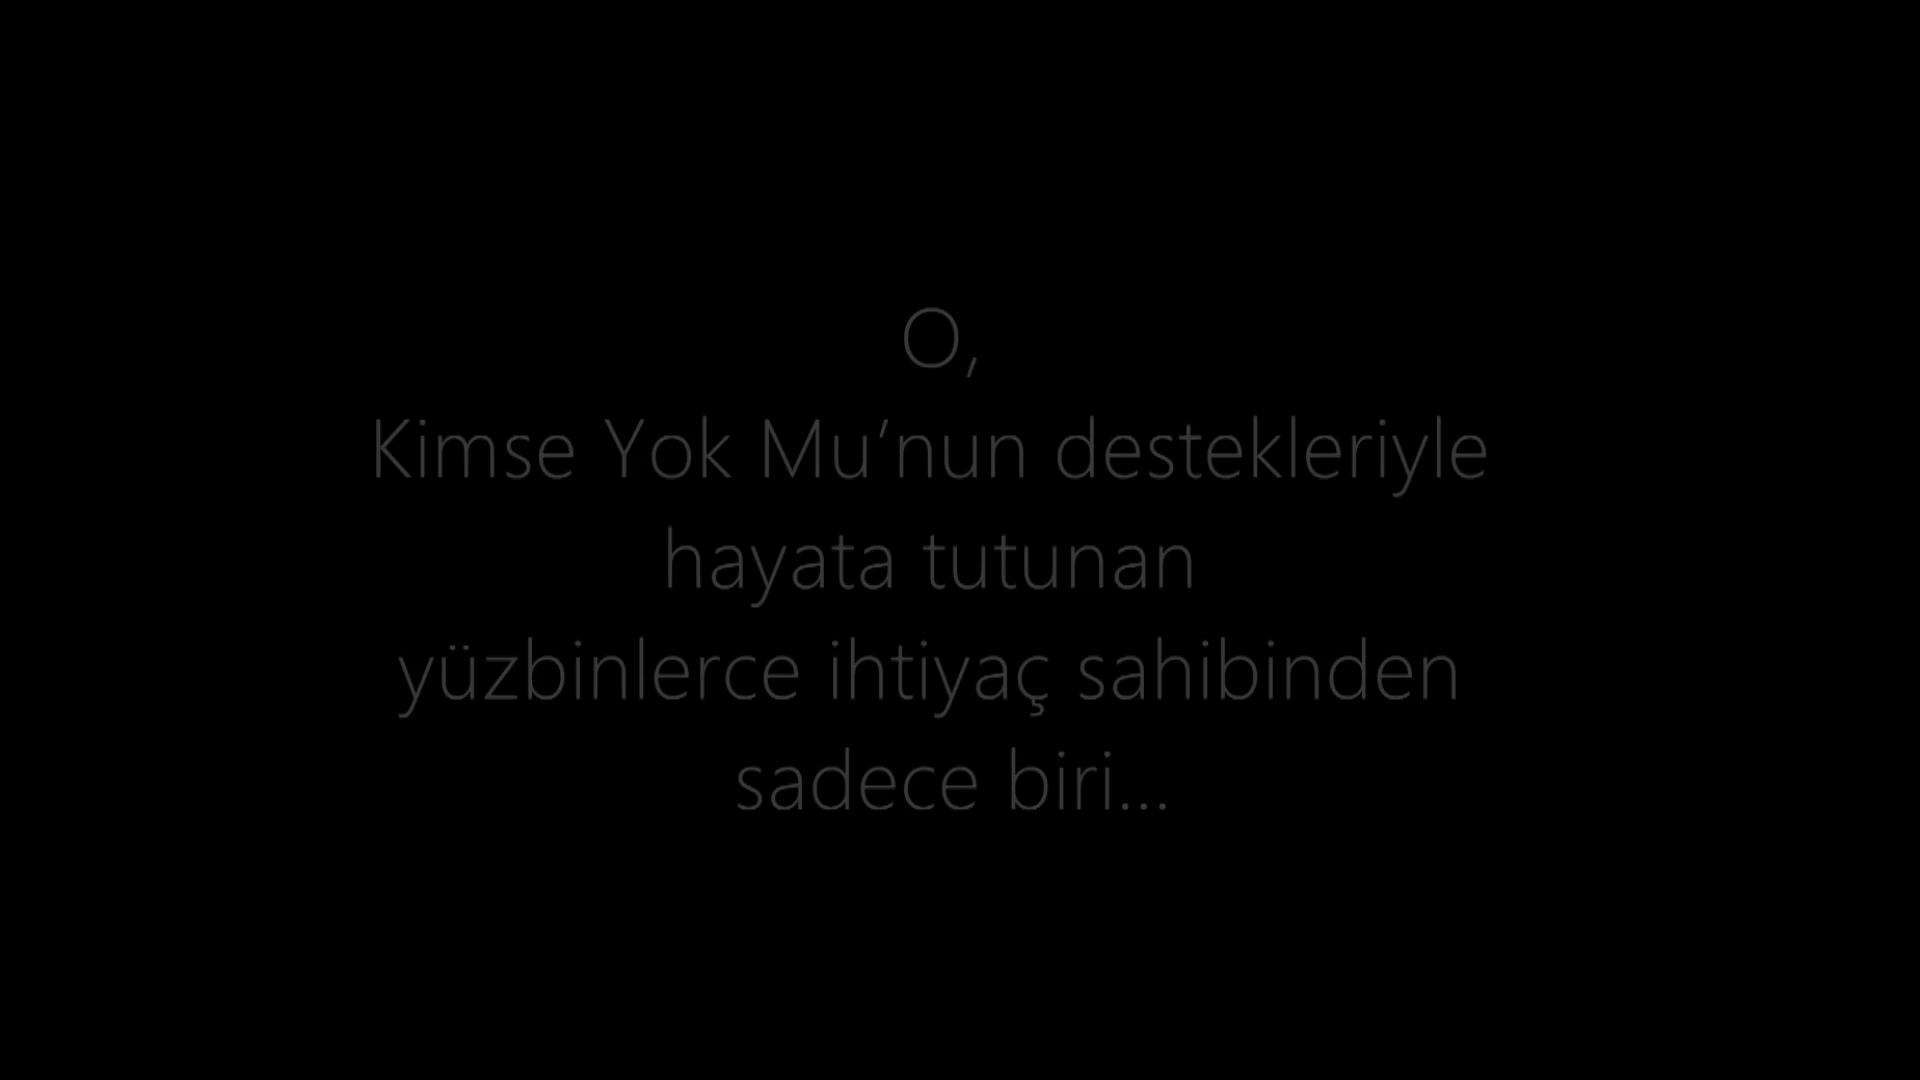 O,
Kimse Yok Mu’nun destekleriyle
hayata tutunan
yüzbinlerce ihtiyaç sahibinden
sadece biri...